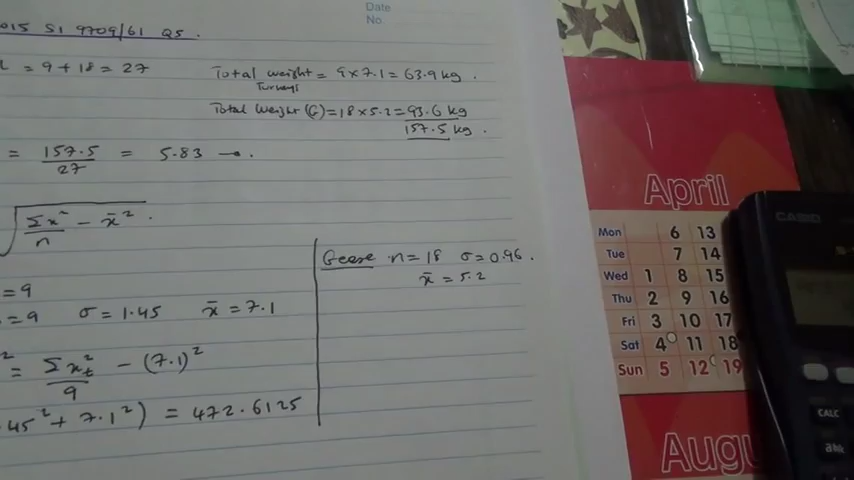 Date
No
015 S1 9709/61 Q5.
= 9 + 18 = 27
Total weight = 9 x 7.1 = 63.9 kg.
Turkeys
Total weight (G) = 18 x 5.2 = 93.6 kg
157.5 kg.
= 157.5 / 27 = 5.83
√ Σx² / n - x̄².
Geese n = 18 σ = 0.96.
x̄ = 5.2
= 9
= 9 σ = 1.45 x̄ = 7.1
² = Σxt² / 9 - (7.1)²
.45² + 7.1²) = 472.6125
April
Mon 6 13
Tue 7 14
Wed 1 8 15
Thu 2 9 16
Fri 3 10 17
Sat 4 11 18
Sun 5 12 19
Augu
CASIO
CALC